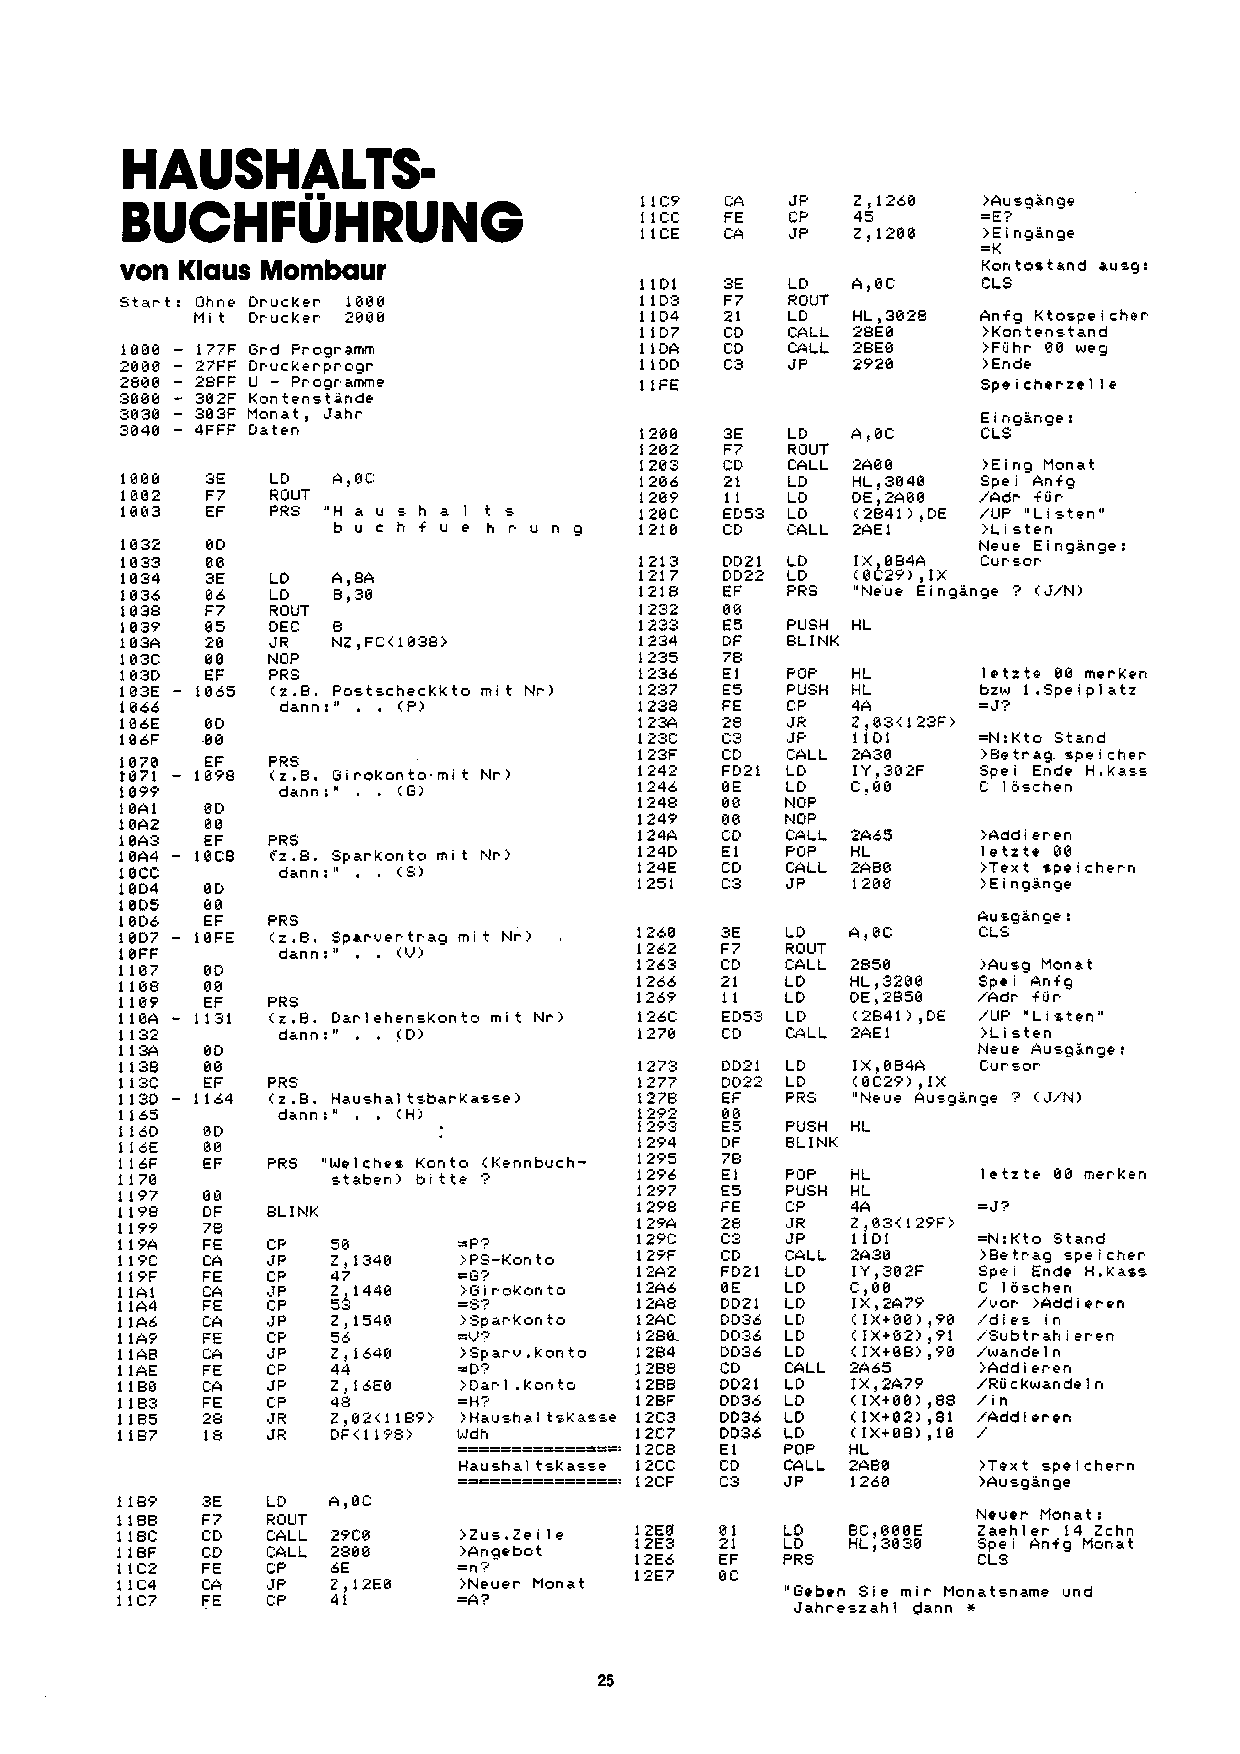 HAUSHALTS-
BUCHFÜHRUNG
von Klaus Mombaur
Start: Ohne Drucker 1000
Mit Drucker 2000
1000 - 177F Grd Programm
2000 - 27FF Druckerprogr
2800 - 28FF U - Programme
3000 - 302F Kontenstände
3030 - 303F Monat, Jahr
3040 - 4FFF Daten
1000 3E LD A,0C
1002 F7 ROUT
1003 EF PRS "H a u s h a l t s
b u c h f u e h r u n g
1032 0D
1033 00
1034 3E LD A,8A
1036 06 LD B,30
1038 F7 ROUT
1039 05 DEC B
103A 20 JR NZ,FC<1038>
103C 00 NOP
103D EF PRS
103E - 1065 (z.B. Postscheckkto mit Nr)
1066 dann:" . . (P)
106E 0D
106F 00
1070 EF PRS
1071 - 1098 (z.B. Girokonto mit Nr)
1099 dann:" . . (G)
10A1 0D
10A2 00
10A3 EF PRS
10A4 - 10CB (z.B. Sparkonto mit Nr)
10CC dann:" . . (S)
10D4 0D
10D5 00
10D6 EF PRS
10D7 - 10FE (z.B. Sparvertrag mit Nr)
10FF dann:" . . (V)
1107 0D
1108 00
1109 EF PRS
110A - 1131 (z.B. Darlehenskonto mit Nr)
1132 dann:" . . (D)
113A 0D
113B 00
113C EF PRS
113D - 1164 (z.B. Haushaltsbarkasse)
1165 dann:" . . (H)
116D 0D
116E 00
116F EF PRS "Welches Konto (Kennbuch-
1170 staben) bitte ?
1197 00
1198 DF BLINK
1199 7B
119A FE CP 50 =P?
119C CA JP Z,1340 >PS-Konto
119F FE CP 47 =G?
11A1 CA JP Z,1440 >Girokonto
11A4 FE CP 53 =S?
11A6 CA JP Z,1540 >Sparkonto
11A9 FE CP 56 =V?
11AB CA JP Z,1640 >Sparv.konto
11AE FE CP 44 =D?
11B0 CA JP Z,16E0 >Darl.konto
11B3 FE CP 48 =H?
11B5 28 JR Z,02<11B9> >Haushaltskasse
11B7 18 JR DF<1198> Wdh
===============
Haushaltskasse
===============
11B9 3E LD A,0C
11BB F7 ROUT
11BC CD CALL 29C0 >Zus.Zeile
11BF CD CALL 2800 >Angebot
11C2 FE CP 6E =n?
11C4 CA JP Z,12E0 >Neuer Monat
11C7 FE CP 41 =A?
11C9 CA JP Z,1260 >Ausgänge
11CC FE CP 45 =E?
11CE CA JP Z,1200 >Eingänge
=K
Kontostand ausg:
11D1 3E LD A,0C CLS
11D3 F7 ROUT
11D4 21 LD HL,3028 Anfg Ktospeicher
11D7 CD CALL 28E0 >Kontenstand
11DA CD CALL 2BE0 >Führ 00 weg
11DD C3 JP 2920 >Ende
11FE Speicherzelle
Eingänge:
1200 3E LD A,0C CLS
1202 F7 ROUT
1203 CD CALL 2A00 >Eing Monat
1206 21 LD HL,3040 Spei Anfg
1209 11 LD DE,2A00 /Adr für
120C ED53 LD (2B41),DE /UP "Listen"
1210 CD CALL 2AE1 >Listen
Neue Eingänge:
1213 DD21 LD IX,0B4A Cursor
1217 DD22 LD (0C29),IX
121B EF PRS "Neue Eingänge ? (J/N)
1232 00
1233 E5 PUSH HL
1234 DF BLINK
1235 7B
1236 E1 POP HL letzte 00 merken
1237 E5 PUSH HL bzw 1.Speiplatz
1238 FE CP 4A =J?
123A 28 JR Z,03<123F>
123C C3 JP 11D1 =N:Kto Stand
123F CD CALL 2A30 >Betrag speicher
1242 FD21 LD IY,302F Spei Ende H.kass
1246 0E LD C,00 C löschen
1248 00 NOP
1249 00 NOP
124A CD CALL 2A65 >Addieren
124D E1 POP HL letzte 00
124E CD CALL 2AB0 >Text speichern
1251 C3 JP 1200 >Eingänge
Ausgänge:
1260 3E LD A,0C CLS
1262 F7 ROUT
1263 CD CALL 2B50 >Ausg Monat
1266 21 LD HL,3200 Spei Anfg
1269 11 LD DE,2B50 /Adr für
126C ED53 LD (2B41),DE /UP "Listen"
1270 CD CALL 2AE1 >Listen
Neue Ausgänge:
1273 DD21 LD IX,0B4A Cursor
1277 DD22 LD (0C29),IX
127B EF PRS "Neue Ausgänge ? (J/N)
1292 00
1293 E5 PUSH HL
1294 DF BLINK
1295 7B
1296 E1 POP HL letzte 00 merken
1297 E5 PUSH HL
1298 FE CP 4A =J?
129A 28 JR Z,03<129F>
129C C3 JP 11D1 =N:Kto Stand
129F CD CALL 2A30 >Betrag speicher
12A2 FD21 LD IY,302F Spei Ende H.Kass
12A6 0E LD C,00 C löschen
12A8 DD21 LD IX,2A79 /vor >Addieren
12AC DD36 LD (IX+00),90 /dies in
12B0 DD36 LD (IX+02),91 /Subtrahieren
12B4 DD36 LD (IX+0B),90 /wandeln
12B8 CD CALL 2A65 >Addieren
12BB DD21 LD IX,2A79 /Rückwandeln
12BF DD36 LD (IX+00),88 /in
12C3 DD36 LD (IX+02),81 /Addieren
12C7 DD36 LD (IX+0B),10 /
12CB E1 POP HL
12CC CD CALL 2AB0 >Text speichern
12CF C3 JP 1260 >Ausgänge
Neuer Monat:
12E0 01 LD BC,000E Zaehler 14 Zchn
12E3 21 LD HL,3030 Spei Anfg Monat
12E6 EF PRS CLS
12E7 0C
"Geben Sie mir Monatsname und
Jahreszahl dann *
25